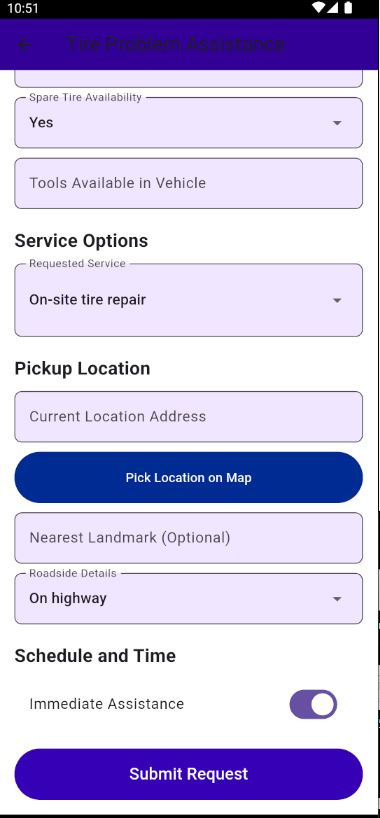 10:51
Tire Problem Assistance
Spare Tire Availability
Yes
Tools Available in Vehicle
Service Options
Requested Service
On-site tire repair
Pickup Location
Current Location Address
Pick Location on Map
Nearest Landmark (Optional)
Roadside Details
On highway
Schedule and Time
Immediate Assistance
Submit Request